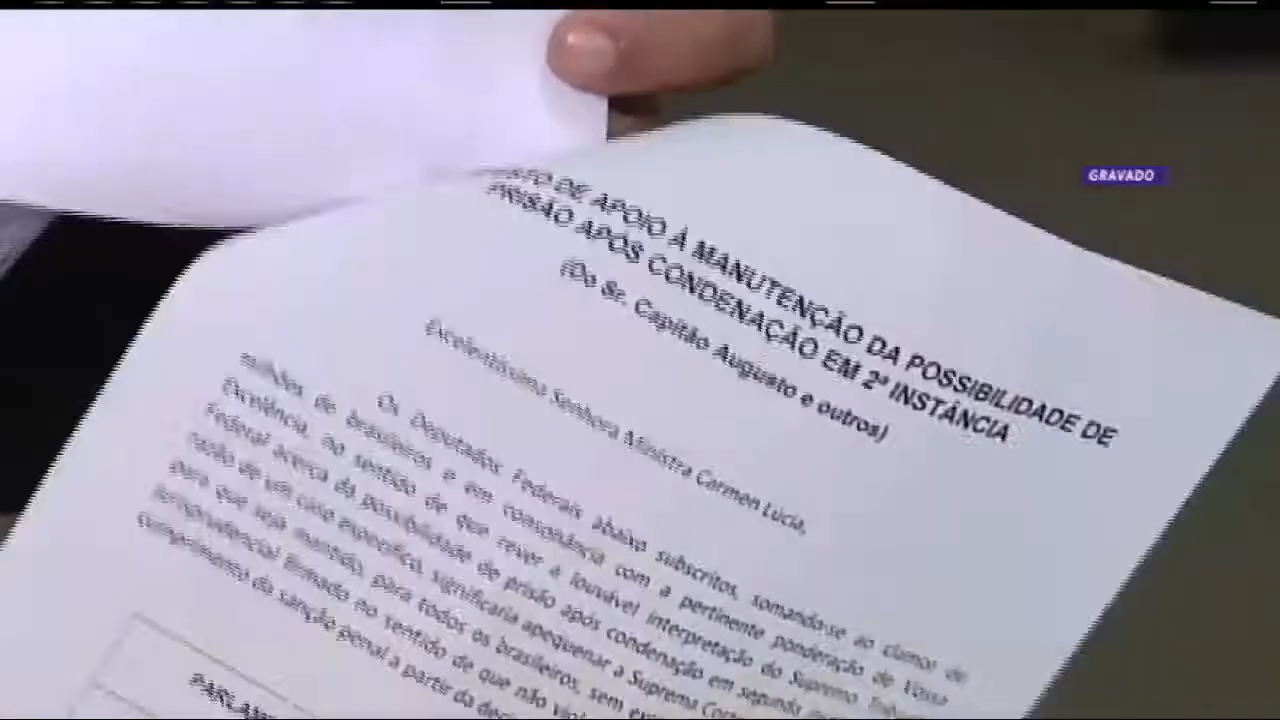 GRAVADO
DE APOIO À MANUTENÇÃO DA POSSIBILIDADE DE
PRISÃO APÓS CONDENAÇÃO EM 2ª INSTÂNCIA
(Do Sr. Capitão Augusto e outros)
Excelentíssima Senhora Ministra Carmen Lúcia,
Os Deputados Federais abaixo subscritos, somando-se ao clamor de
milhões de brasileiros e em consonância com a pertinente ponderação de Vossa
Excelência, no sentido de que rever a louvável interpretação do Supremo
Federal acerca da possibilidade de prisão após condenação em segunda
razão de um caso específico, significaria apequenar a Suprema Corte
para que seja mantido, para todos os brasileiros, sem
jurisprudencial firmado no sentido de que não
cumprimento da sanção penal a partir da